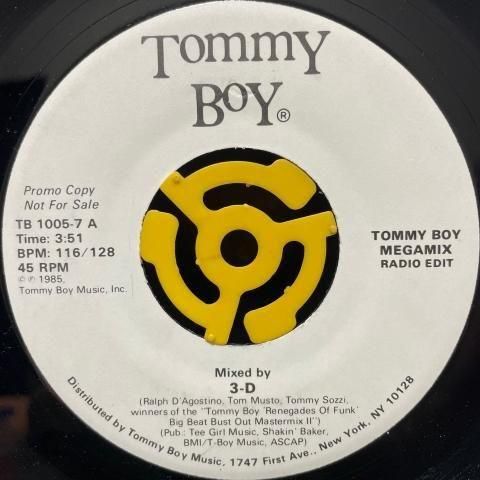 TOMMY
BOY®
Promo Copy
Not For Sale
TB 1005-7 A
Time: 3:51
BPM: 116/128
45 RPM
©℗ 1985,
Tommy Boy Music, Inc.
TOMMY BOY
MEGAMIX
RADIO EDIT
Mixed by
3-D
(Ralph D'Agostino, Tom Musto, Tommy Sozzi,
winners of the "Tommy Boy 'Renegades Of Funk'
Big Beat Bust Out Mastermix II")
(Pub.: Tee Girl Music, Shakin' Baker,
BMI/T-Boy Music, ASCAP)
Distributed by Tommy Boy Music, 1747 First Ave., New York, NY 10128